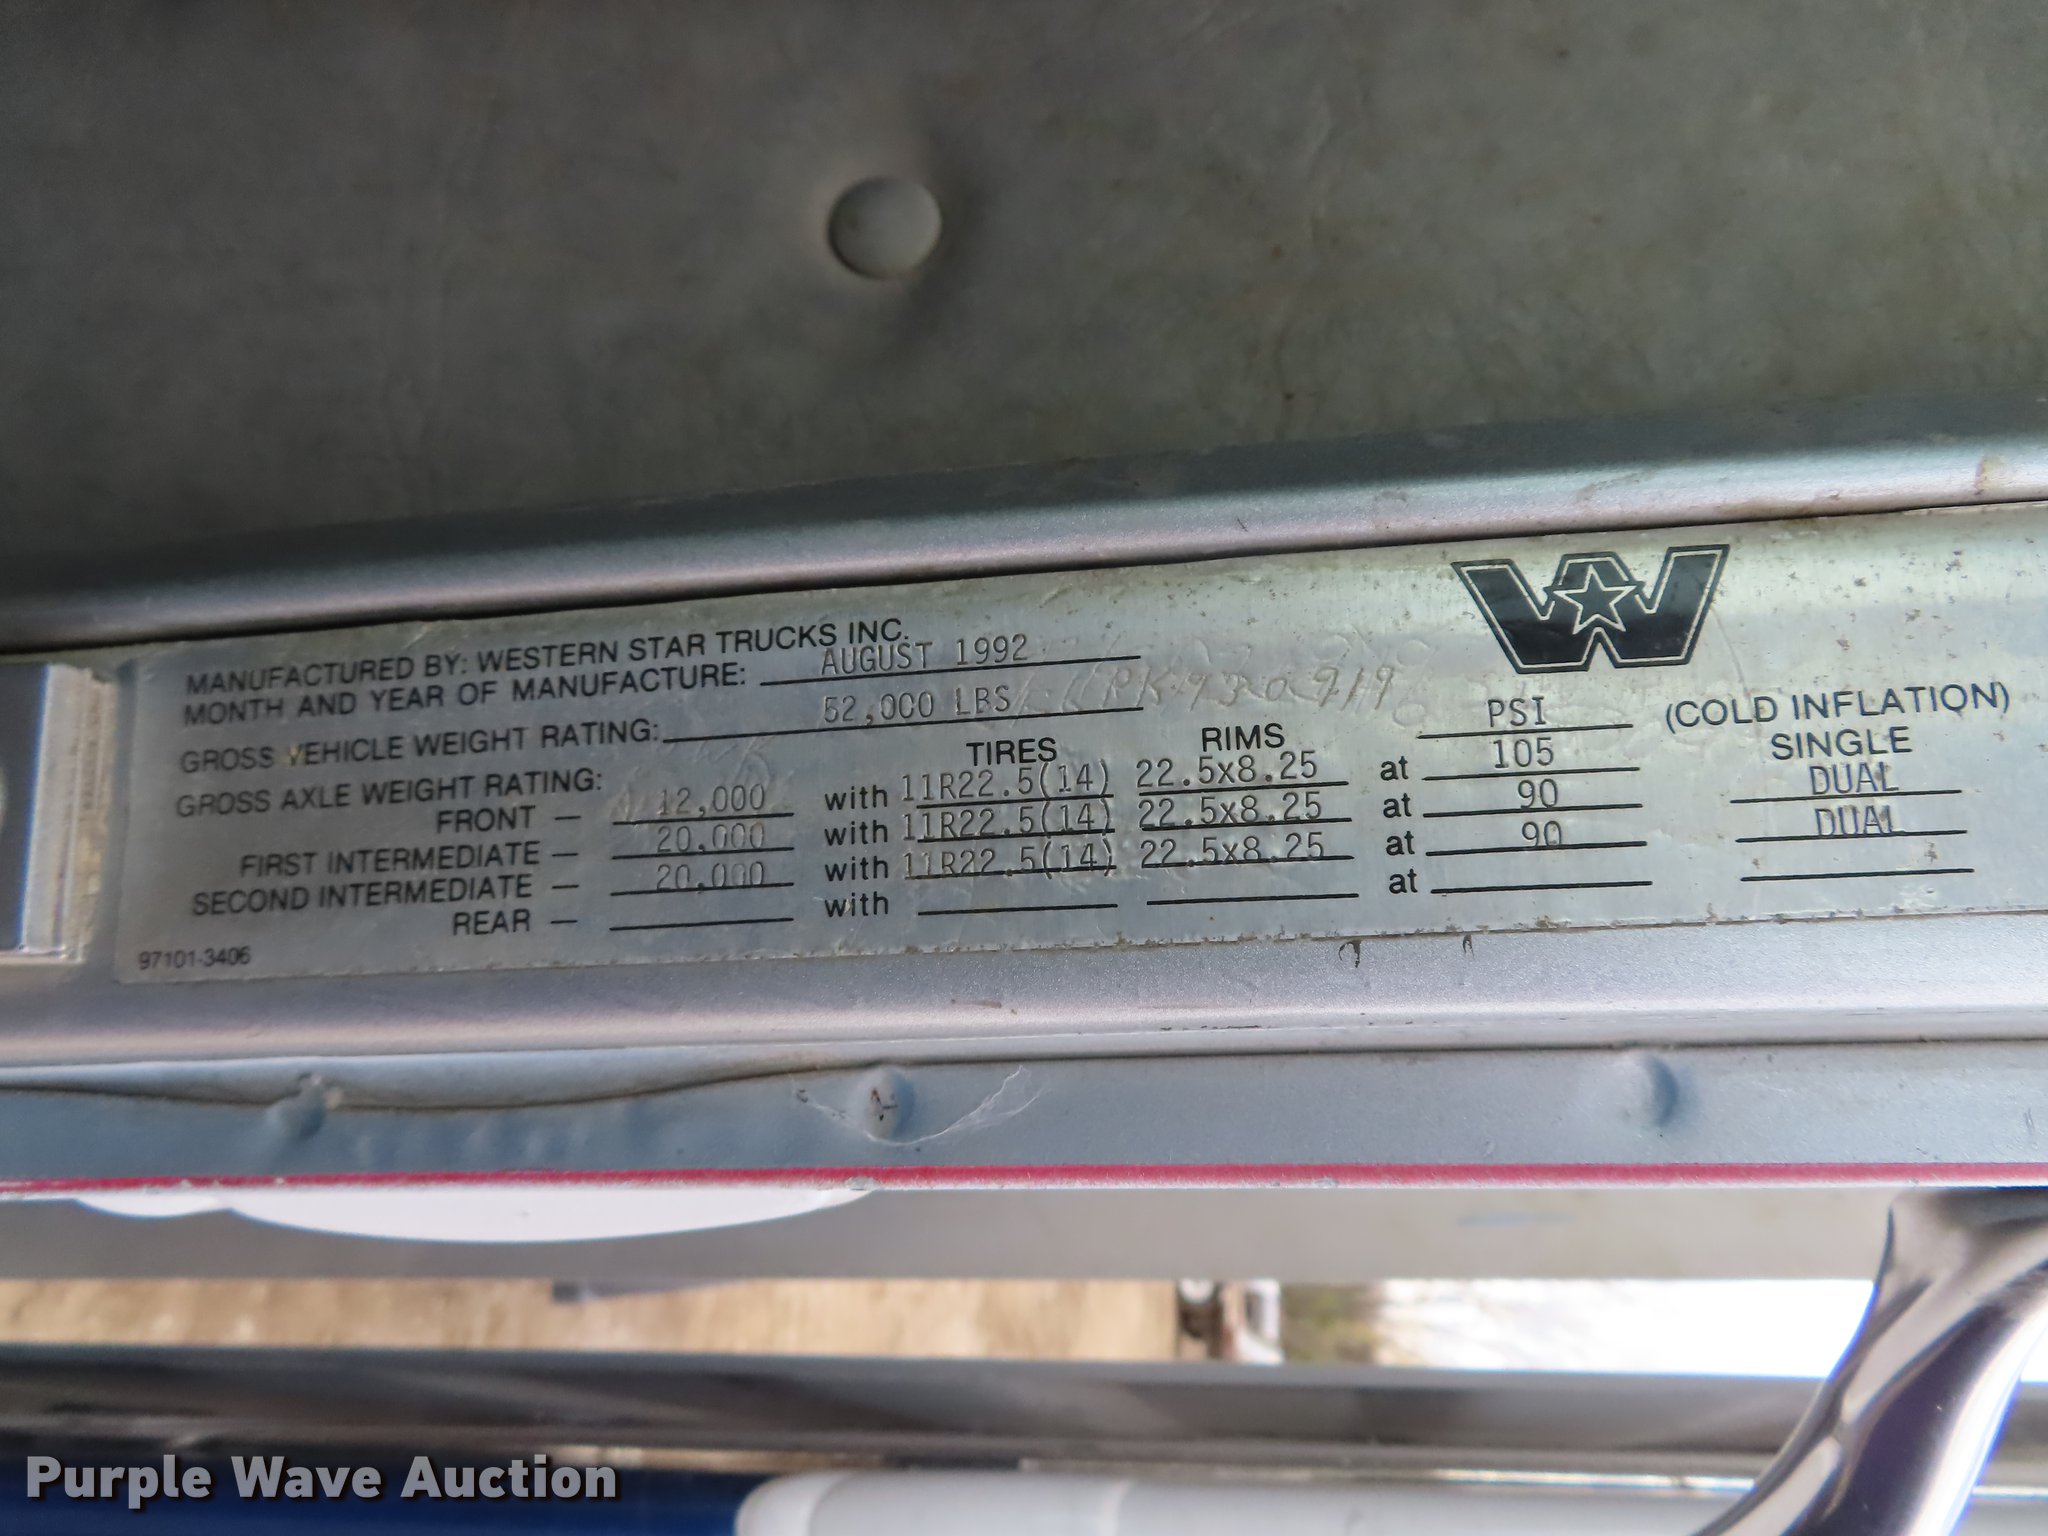 MANUFACTURED BY: WESTERN STAR TRUCKS INC.
MONTH AND YEAR OF MANUFACTURE: AUGUST 1992
GROSS VEHICLE WEIGHT RATING: 52,000 LBS
GROSS AXLE WEIGHT RATING: TIRES RIMS PSI (COLD INFLATION)
FRONT — 12,000 with 11R22.5(14) 22.5x8.25 at 105 SINGLE
FIRST INTERMEDIATE — 20,000 with 11R22.5(14) 22.5x8.25 at 90 DUAL
SECOND INTERMEDIATE — 20,000 with 11R22.5(14) 22.5x8.25 at 90 DUAL
REAR — with at
97101-3406
Purple Wave Auction